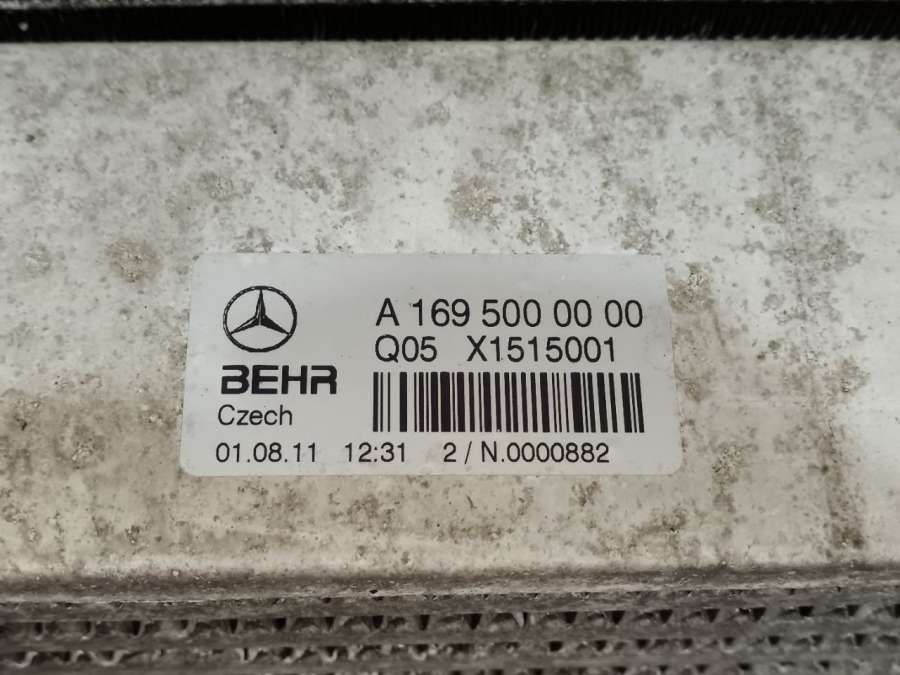 A 169 500 00 00
Q05 X1515001
BEHR
Czech
01.08.11 12:31 2 / N.0000882